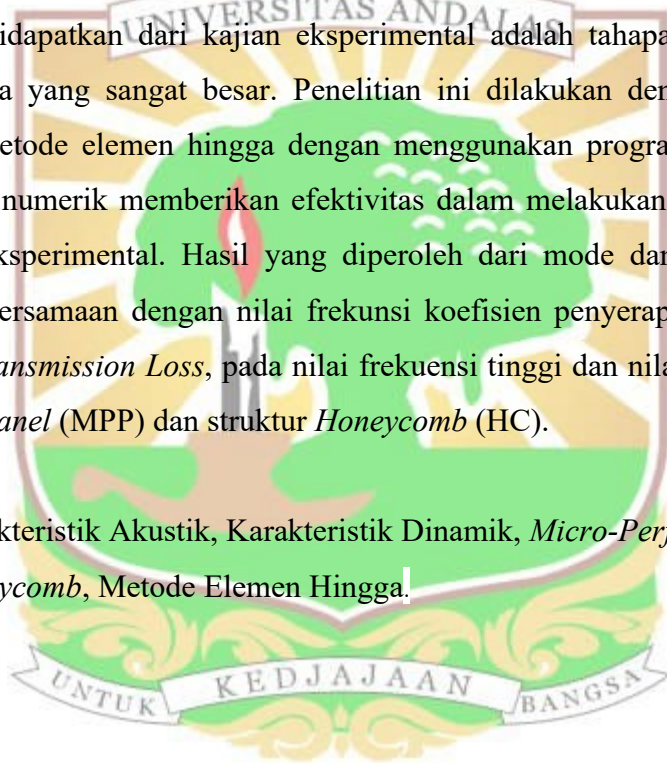 UNIVERSITAS ANDALAS
idapatkan dari kajian eksperimental adalah tahapa
a yang sangat besar. Penelitian ini dilakukan den
etode elemen hingga dengan menggunakan progra
numerik memberikan efektivitas dalam melakukan
ksperimental. Hasil yang diperoleh dari mode dan
ersamaan dengan nilai frekunsi koefisien penyerap
ansmission Loss, pada nilai frekuensi tinggi dan nila
anel (MPP) dan struktur Honeycomb (HC).
kteristik Akustik, Karakteristik Dinamik, Micro-Perf
ycomb, Metode Elemen Hingga.
UNTUK KEDJAJAAN BANGSA